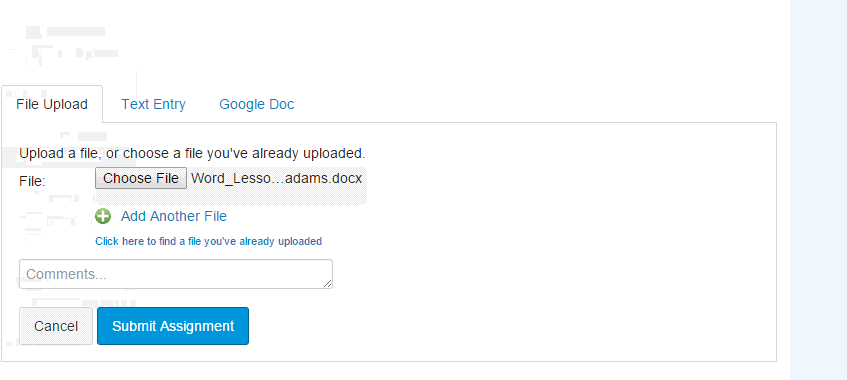 File Upload Text Entry Google Doc
Upload a file, or choose a file you've already uploaded.
File: Choose File Word_Lesso...adams.docx
Add Another File
Click here to find a file you've already uploaded
Comments...
Cancel Submit Assignment